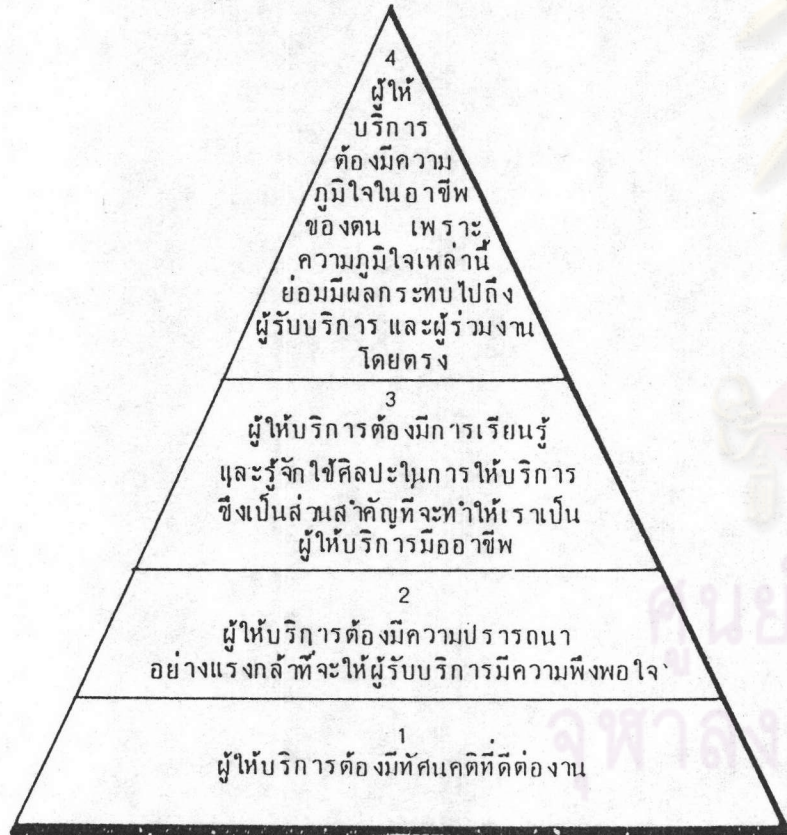 4
ผู้ให้
บริการ
ต้องมีความ
ภูมิใจในอาชีพ
ของตน เพราะ
ความภูมิใจเหล่านี้
ย่อมมีผลกระทบไปถึง
ผู้รับบริการ และผู้ร่วมงาน
โดยตรง
3
ผู้ให้บริการต้องมีการเรียนรู้
และรู้จักใช้ศิลปะในการให้บริการ
ซึ่งเป็นส่วนสำคัญที่จะทำให้เราเป็น
ผู้ให้บริการมืออาชีพ
2
ผู้ให้บริการต้องมีความปรารถนา
อย่างแรงกล้าที่จะให้ผู้รับบริการมีความพึงพอใจ
1
ผู้ให้บริการต้องมีทัศนคติที่ดีต่องาน
ศูนย์
จุฬาลง